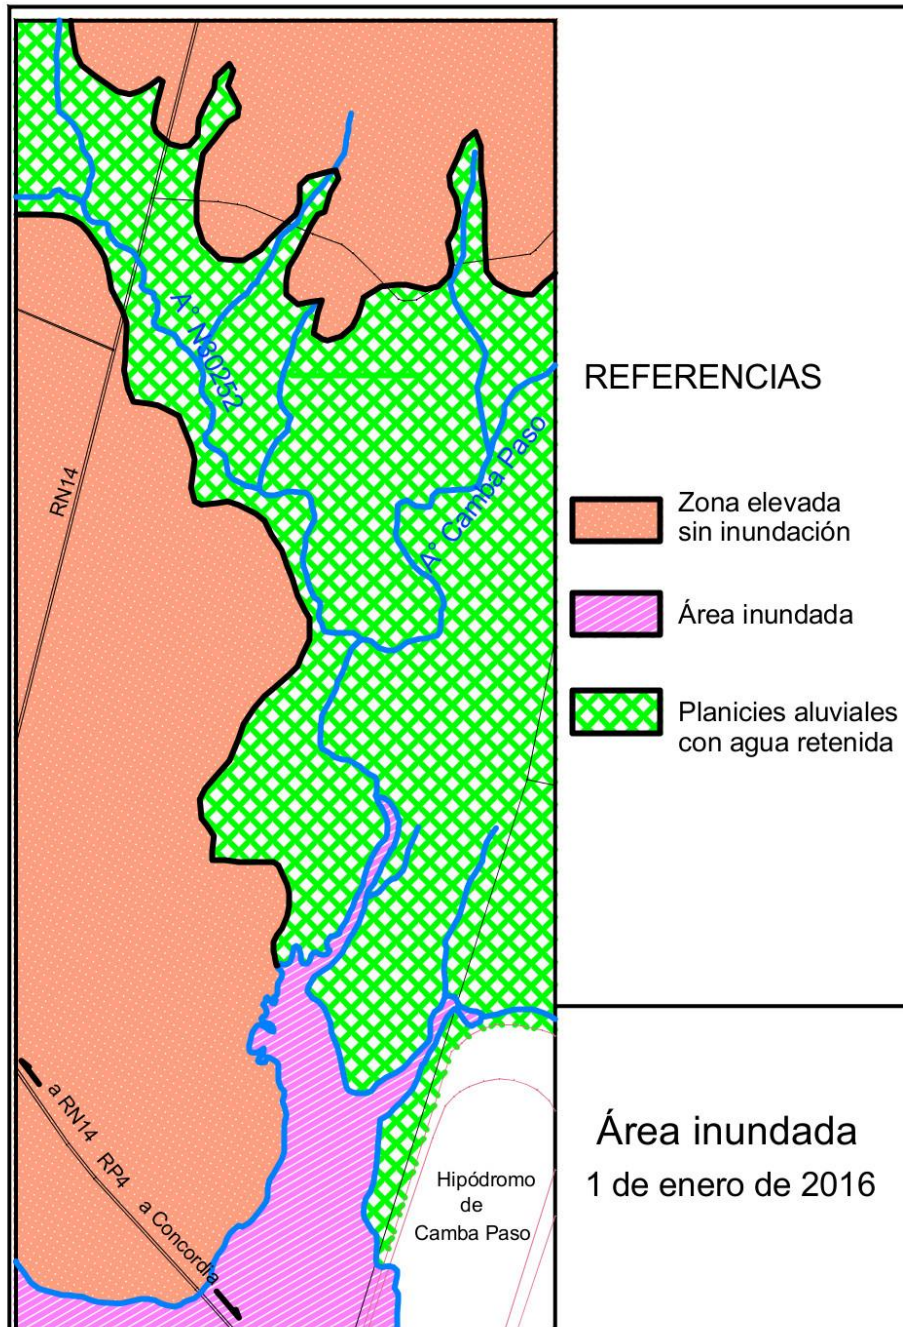 A° N60252
RN14
A° Camba Paso
REFERENCIAS
Zona elevada
sin inundación
Área inundada
Planicies aluviales
con agua retenida
a RN14
RP4
a Concordia
Hipódromo
de
Camba Paso
Área inundada
1 de enero de 2016